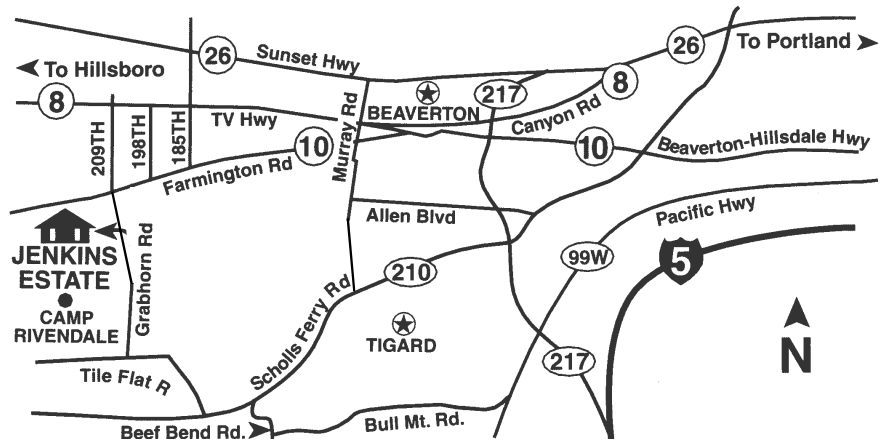 26
Sunset Hwy
26
To Portland
To Hillsboro
8
TV Hwy
BEAVERTON
217
8
Canyon Rd
209TH
198TH
185TH
10
Farmington Rd
Murray Rd
10
Beaverton-Hillsdale Hwy
Allen Blvd
Pacific Hwy
JENKINS
ESTATE
CAMP
RIVENDALE
Grabhorn Rd
210
99W
5
Scholls Ferry Rd
TIGARD
217
N
Tile Flat R
Beef Bend Rd.
Bull Mt. Rd.